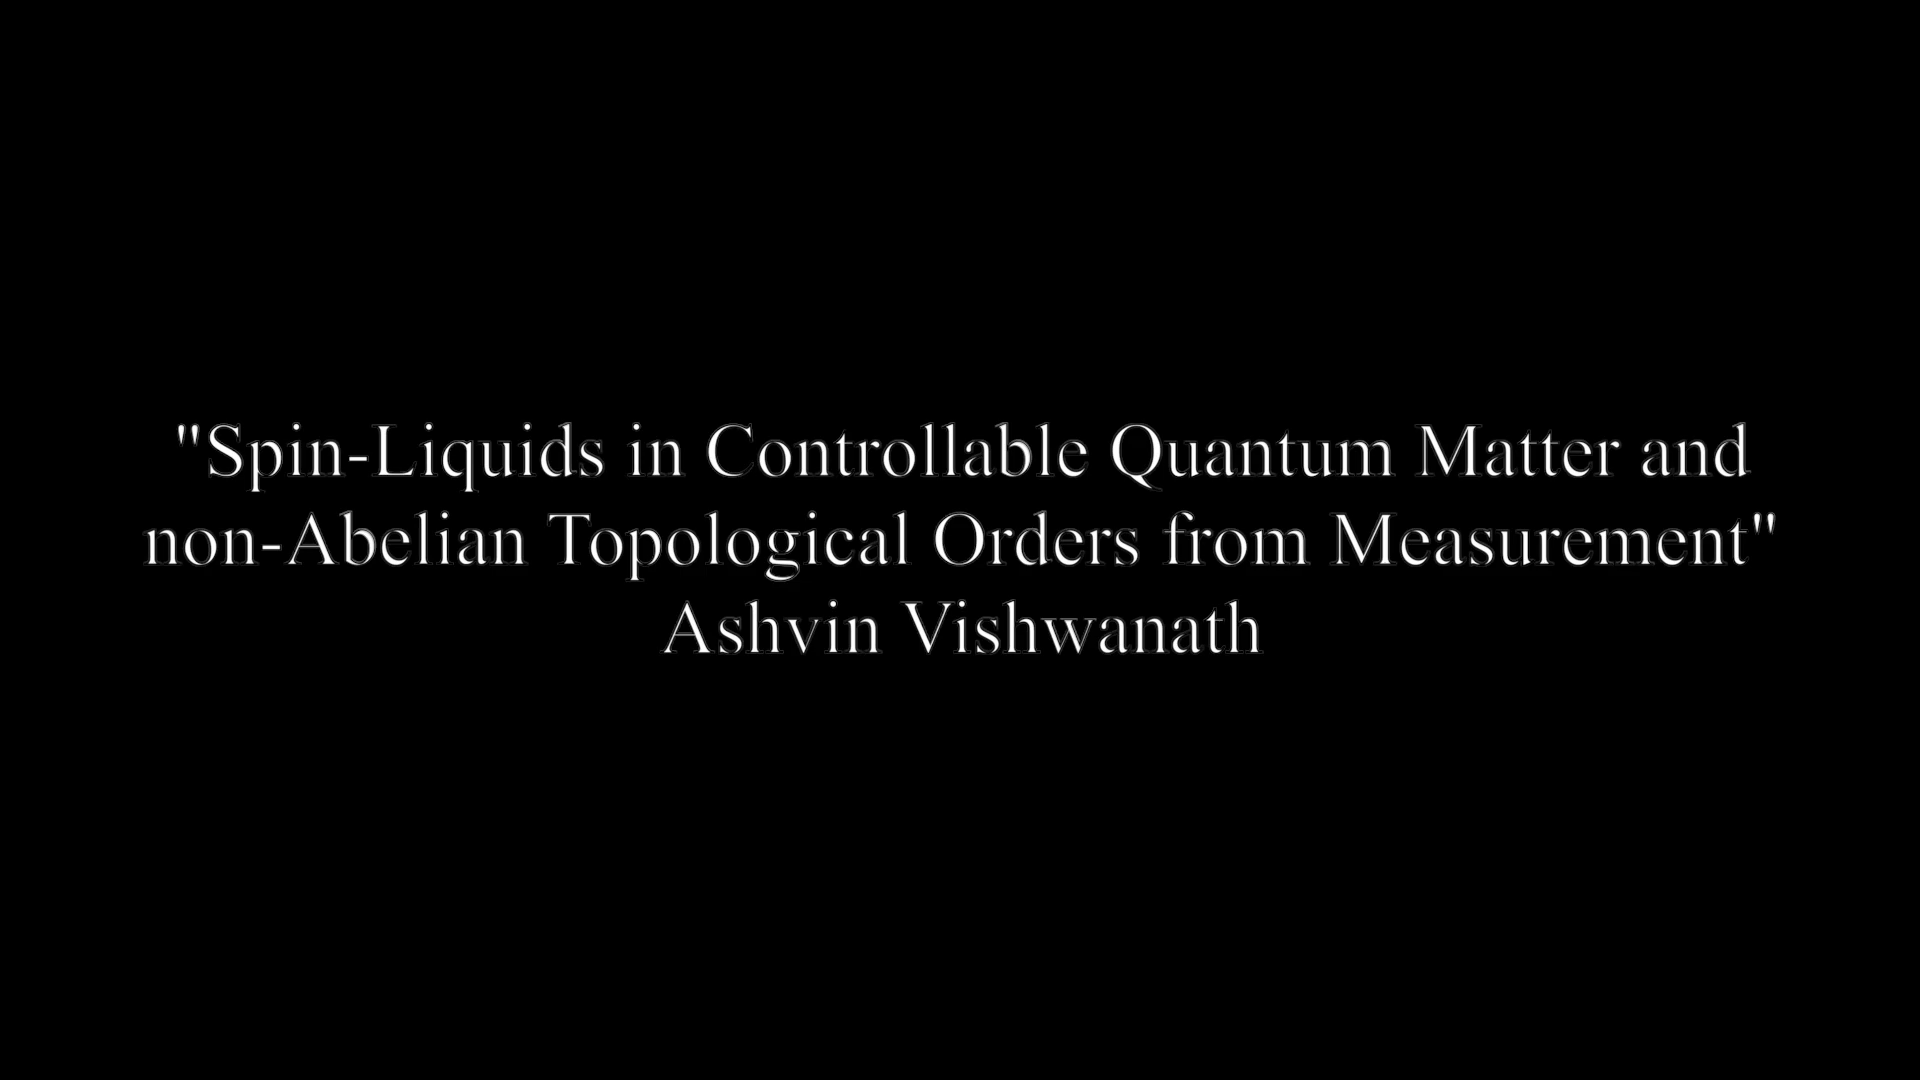 "Spin-Liquids in Controllable Quantum Matter and
non-Abelian Topological Orders from Measurement"
Ashvin Vishwanath